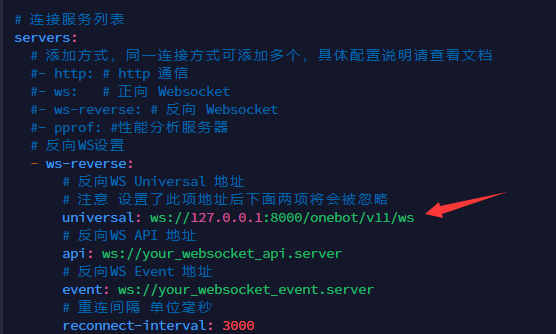 # 连接服务列表
servers:
# 添加方式，同一连接方式可添加多个，具体配置说明请查看文档
#- http: # http 通信
#- ws:   # 正向 Websocket
#- ws-reverse: # 反向 Websocket
#- pprof: #性能分析服务器
# 反向WS设置
- ws-reverse:
# 反向WS Universal 地址
# 注意 设置了此项地址后下面两项将会被忽略
universal: ws://127.0.0.1:8000/onebot/v11/ws
# 反向WS API 地址
api: ws://your_websocket_api.server
# 反向WS Event 地址
event: ws://your_websocket_event.server
# 重连间隔 单位毫秒
reconnect-interval: 3000